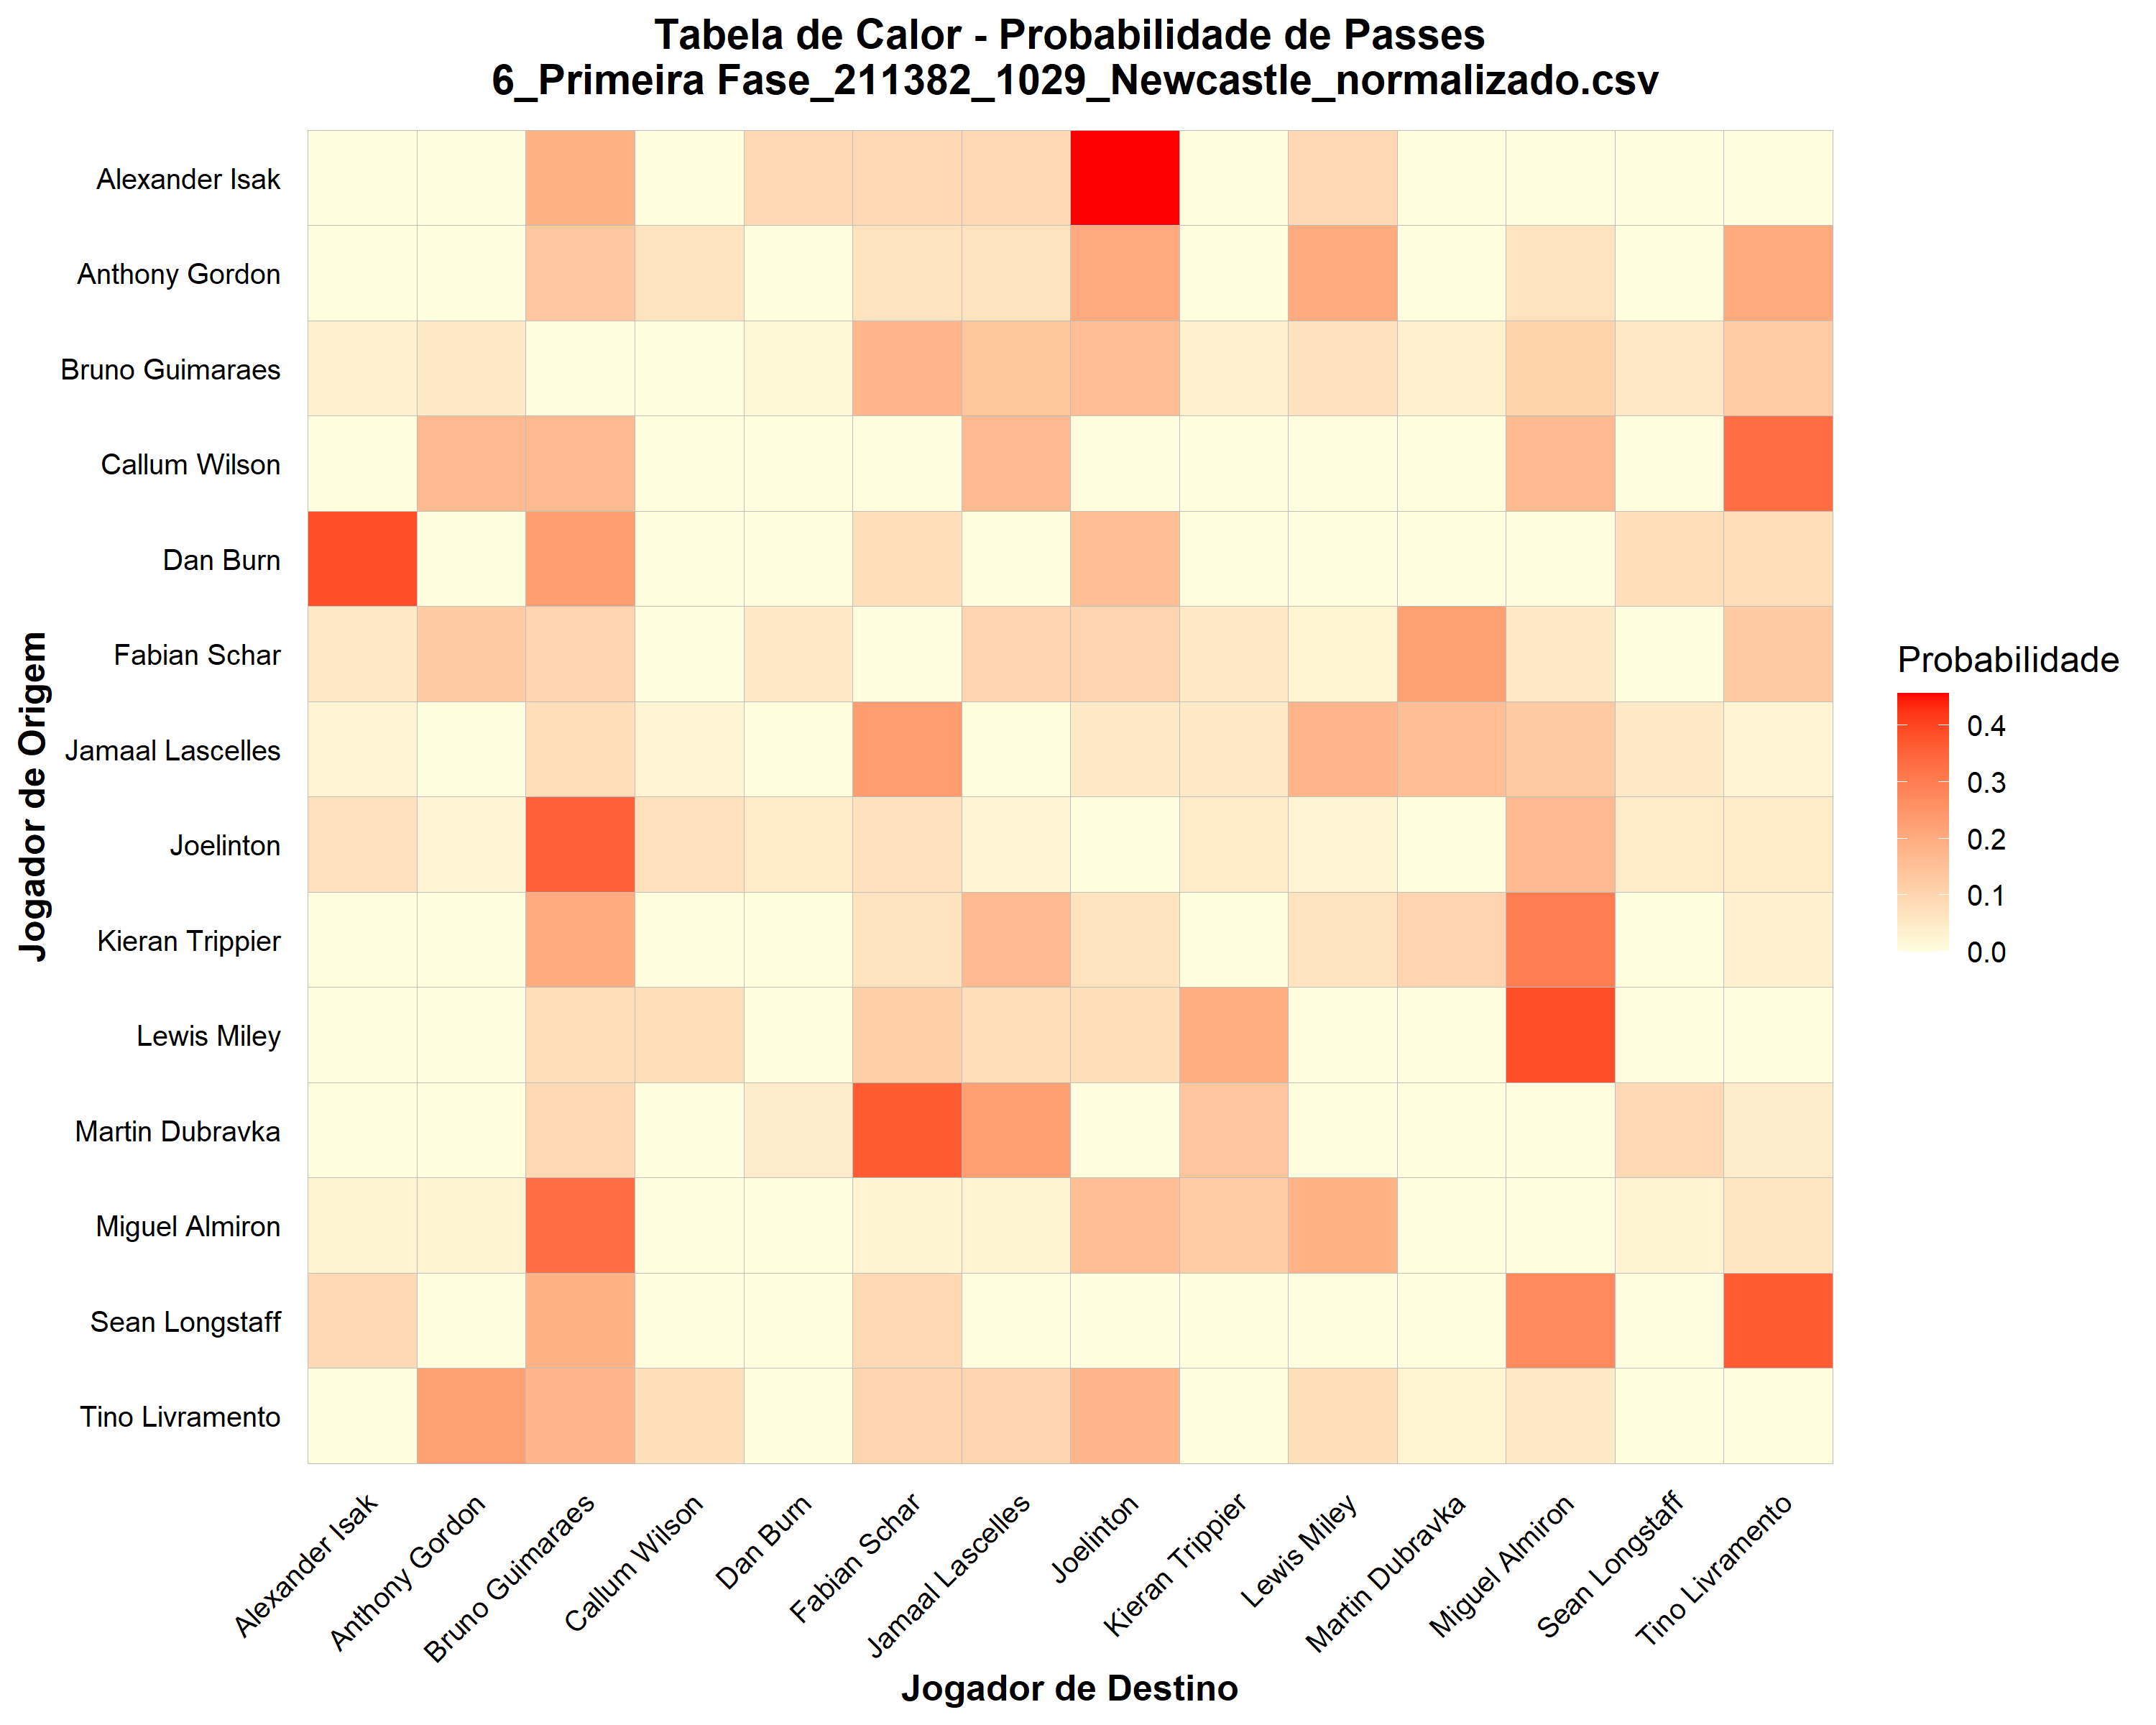 Tabela de Calor - Probabilidade de Passes
6_Primeira Fase_211382_1029_Newcastle_normalizado.csv
Jogador de Origem
Alexander Isak
Anthony Gordon
Bruno Guimaraes
Callum Wilson
Dan Burn
Fabian Schar
Jamaal Lascelles
Joelinton
Kieran Trippier
Lewis Miley
Martin Dubravka
Miguel Almiron
Sean Longstaff
Tino Livramento
Alexander Isak
Anthony Gordon
Bruno Guimaraes
Callum Wilson
Dan Burn
Fabian Schar
Jamaal Lascelles
Joelinton
Kieran Trippier
Lewis Miley
Martin Dubravka
Miguel Almiron
Sean Longstaff
Tino Livramento
Jogador de Destino
Probabilidade
0.4
0.3
0.2
0.1
0.0